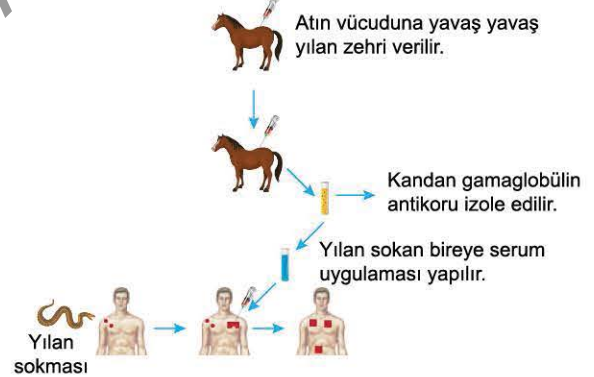 Atın vücuduna yavaş yavaş
yılan zehri verilir.
Kandan gamaglobülin
antikoru izole edilir.
Yılan sokan bireye serum
uygulaması yapılır.
Yılan
sokması